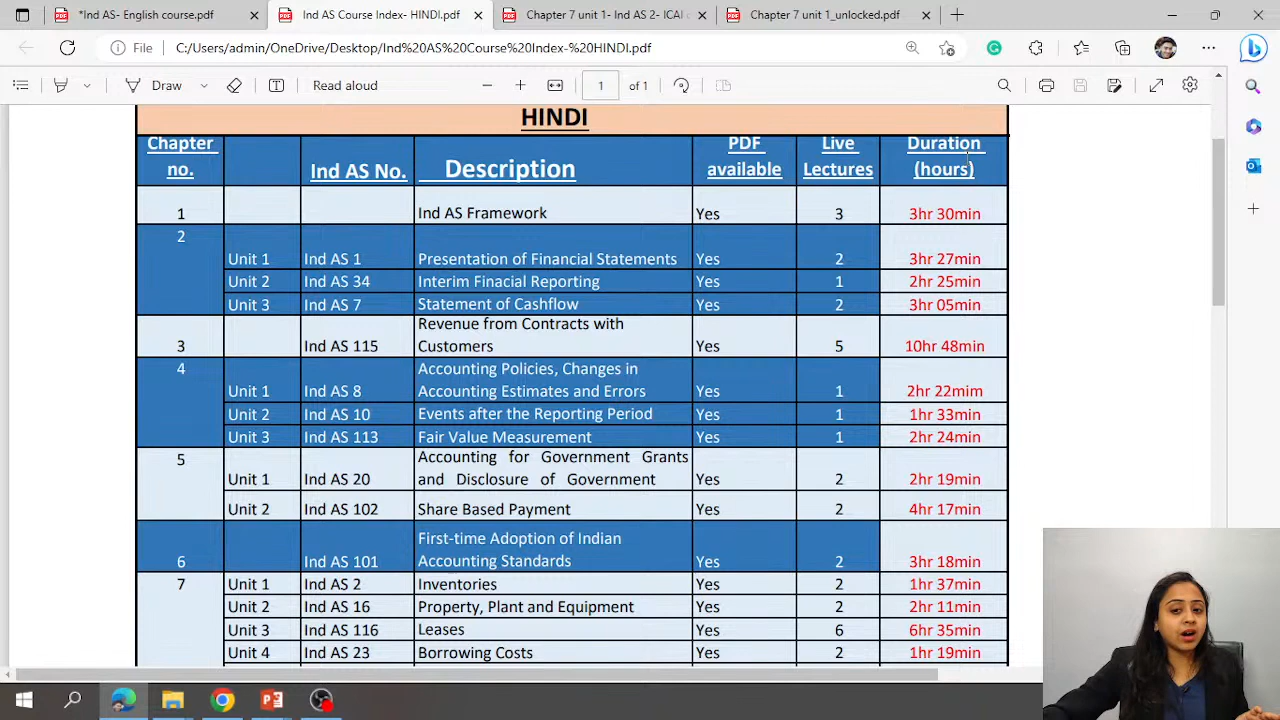 *Ind AS- English course.pdf
Ind AS Course Index- HINDI.pdf
Chapter 7 unit 1- Ind AS 2- ICAI
Chapter 7 unit 1_unlocked.pdf
File C:/Users/admin/OneDrive/Desktop/Ind%20AS%20Course%20Index-%20HINDI.pdf
Draw Read aloud 1 of 1
HINDI
Chapter no. Ind AS No. Description PDF available Live Lectures Duration (hours)
1 Ind AS Framework Yes 3 3hr 30min
2
Unit 1 Ind AS 1 Presentation of Financial Statements Yes 2 3hr 27min
Unit 2 Ind AS 34 Interim Finacial Reporting Yes 1 2hr 25min
Unit 3 Ind AS 7 Statement of Cashflow Yes 2 3hr 05min
Revenue from Contracts with
3 Ind AS 115 Customers Yes 5 10hr 48min
4 Accounting Policies, Changes in
Unit 1 Ind AS 8 Accounting Estimates and Errors Yes 1 2hr 22mim
Unit 2 Ind AS 10 Events after the Reporting Period Yes 1 1hr 33min
Unit 3 Ind AS 113 Fair Value Measurement Yes 1 2hr 24min
5 Accounting for Government Grants
Unit 1 Ind AS 20 and Disclosure of Government Yes 2 2hr 19min
Unit 2 Ind AS 102 Share Based Payment Yes 2 4hr 17min
First-time Adoption of Indian
6 Ind AS 101 Accounting Standards Yes 2 3hr 18min
7 Unit 1 Ind AS 2 Inventories Yes 2 1hr 37min
Unit 2 Ind AS 16 Property, Plant and Equipment Yes 2 2hr 11min
Unit 3 Ind AS 116 Leases Yes 6 6hr 35min
Unit 4 Ind AS 23 Borrowing Costs Yes 2 1hr 19min